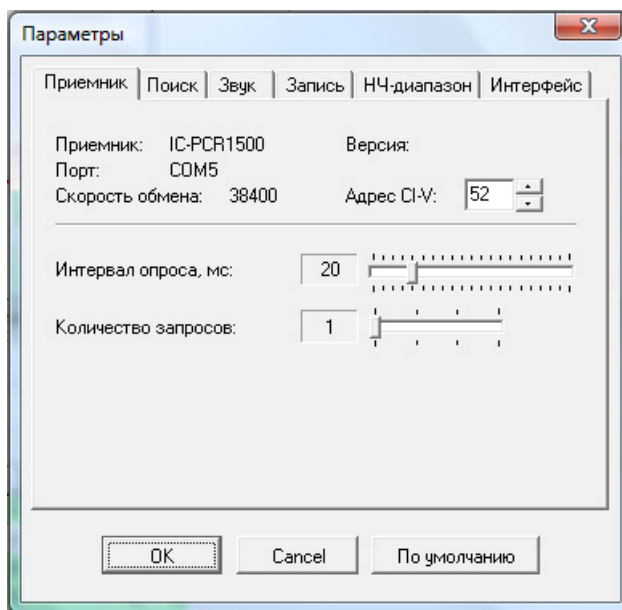 Параметры
Приемник Поиск Звук Запись НЧ-диапазон Интерфейс
Приемник: IC-PCR1500 Версия:
Порт: COM5
Скорость обмена: 38400 Адрес CI-V: 52
Интервал опроса, мс: 20
Количество запросов: 1
OK Cancel По умолчанию